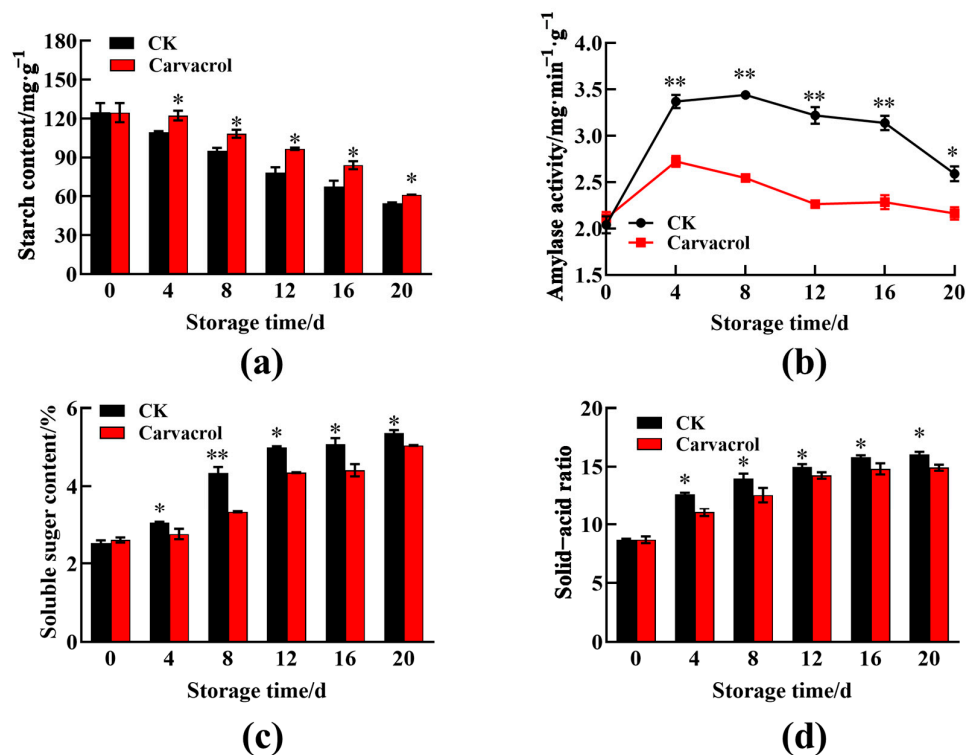 Starch content/mg·g⁻¹
180
150
120
90
60
30
0
CK
Carvacrol
*
*
*
*
*
0 4 8 12 16 20
Storage time/d
(a)
Amylase activity/mg·min⁻¹·g⁻¹
4.0
3.5
3.0
2.5
2.0
1.5
** ** ** ** *
CK
Carvacrol
0 4 8 12 16 20
Storage time/d
(b)
Soluble suger content/%
6
4
2
0
CK
Carvacrol
* ** * * *
0 4 8 12 16 20
Storage time/d
(c)
Solid–acid ratio
20
15
10
5
0
CK
Carvacrol
* * * * *
0 4 8 12 16 20
Storage time/d
(d)